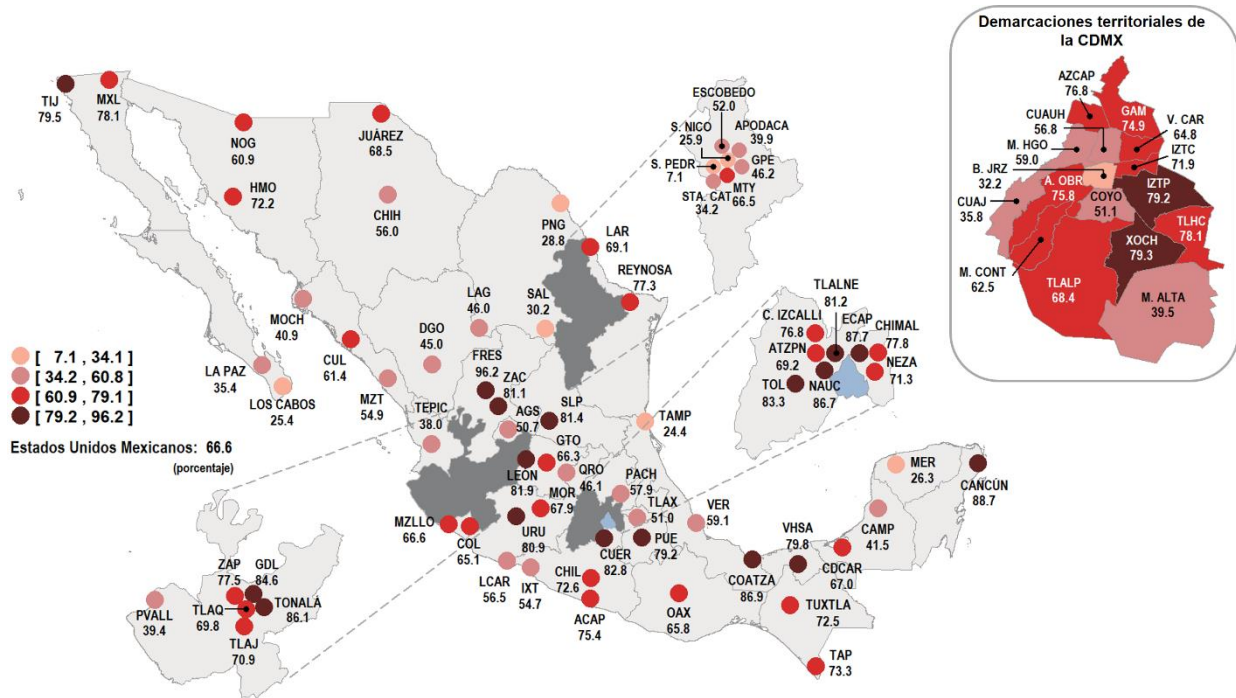 TIJ
79.5
MXL
78.1
NOG
60.9
HMO
72.2
JUÁREZ
68.5
CHIH
56.0
PNG
28.8
LAR
69.1
REYNOSA
77.3
LAG
46.0
SAL
30.2
MOCH
40.9
CUL
61.4
DGO
45.0
LA PAZ
35.4
LOS CABOS
25.4
MZT
54.9
FRES
96.2
ZAC
81.1
SLP
81.4
TEPIC
38.0
AGS
50.7
TAMP
24.4
GTO
66.3
LEON
81.9
QRO
46.1
PACH
57.9
MOR
67.9
TLAX
51.0
VER
59.1
MZLLO
66.6
COL
65.1
URU
80.9
CUER
82.8
PUE
79.2
LCAR
56.5
IXT
54.7
CHIL
72.6
ACAP
75.4
OAX
65.8
COATZA
86.9
VHSA
79.8
CDCAR
67.0
TUXTLA
72.5
TAP
73.3
CAMP
41.5
MER
26.3
CANCÚN
88.7
[ 7.1 , 34.1 ]
[ 34.2 , 60.8 ]
[ 60.9 , 79.1 ]
[ 79.2 , 96.2 ]
Estados Unidos Mexicanos: 66.6
(porcentaje)
ZAP
77.5
GDL
84.6
PVALL
39.4
TLAQ
69.8
TONALÁ
86.1
TLAJ
70.9
ESCOBEDO
52.0
S. NICO
25.9
APODACA
39.9
S. PEDR
7.1
GPE
46.2
STA. CAT
34.2
MTY
66.5
TLALNE
81.2
C. IZCALLI
76.8
ECAP
87.7
CHIMAL
77.8
ATZPN
69.2
NEZA
71.3
TOL
83.3
NAUC
86.7
Demarcaciones territoriales de
la CDMX
AZCAP
76.8
GAM
74.9
CUAUH
56.8
V. CAR
64.8
M. HGO
59.0
IZTC
71.9
B. JRZ
32.2
A. OBR
75.8
IZTP
79.2
CUAJ
35.8
COYO
51.1
TLHC
78.1
XOCH
79.3
M. CONT
62.5
TLALP
68.4
M. ALTA
39.5